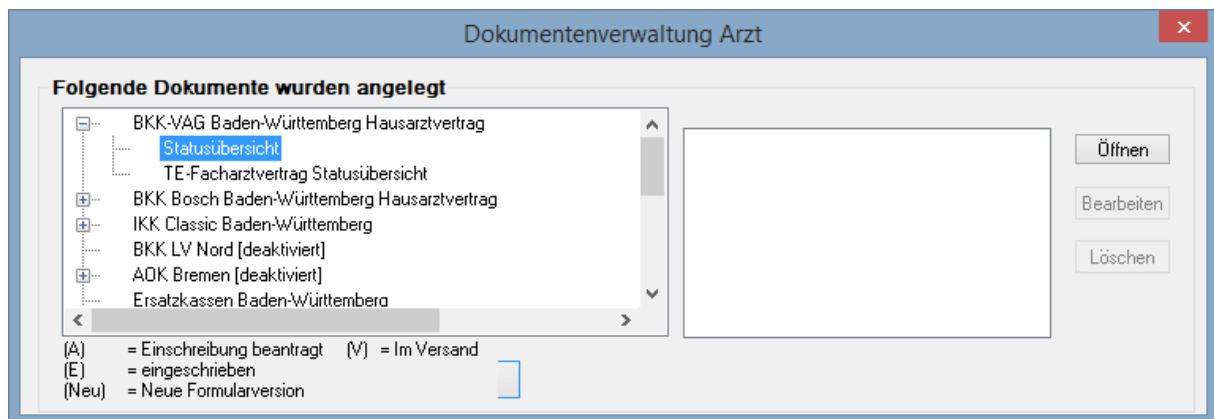 Dokumentenverwaltung Arzt
Folgende Dokumente wurden angelegt
BKK-VAG Baden-Württemberg Hausarztvertrag
Statusübersicht
TE-Facharztvertrag Statusübersicht
BKK Bosch Baden-Württemberg Hausarztvertrag
IKK Classic Baden-Württemberg
BKK LV Nord [deaktiviert]
AOK Bremen [deaktiviert]
Ersatzkassen Baden-Württemberg
Öffnen
Bearbeiten
Löschen
(A) = Einschreibung beantragt (V) = Im Versand
(E) = eingeschrieben
(Neu) = Neue Formularversion